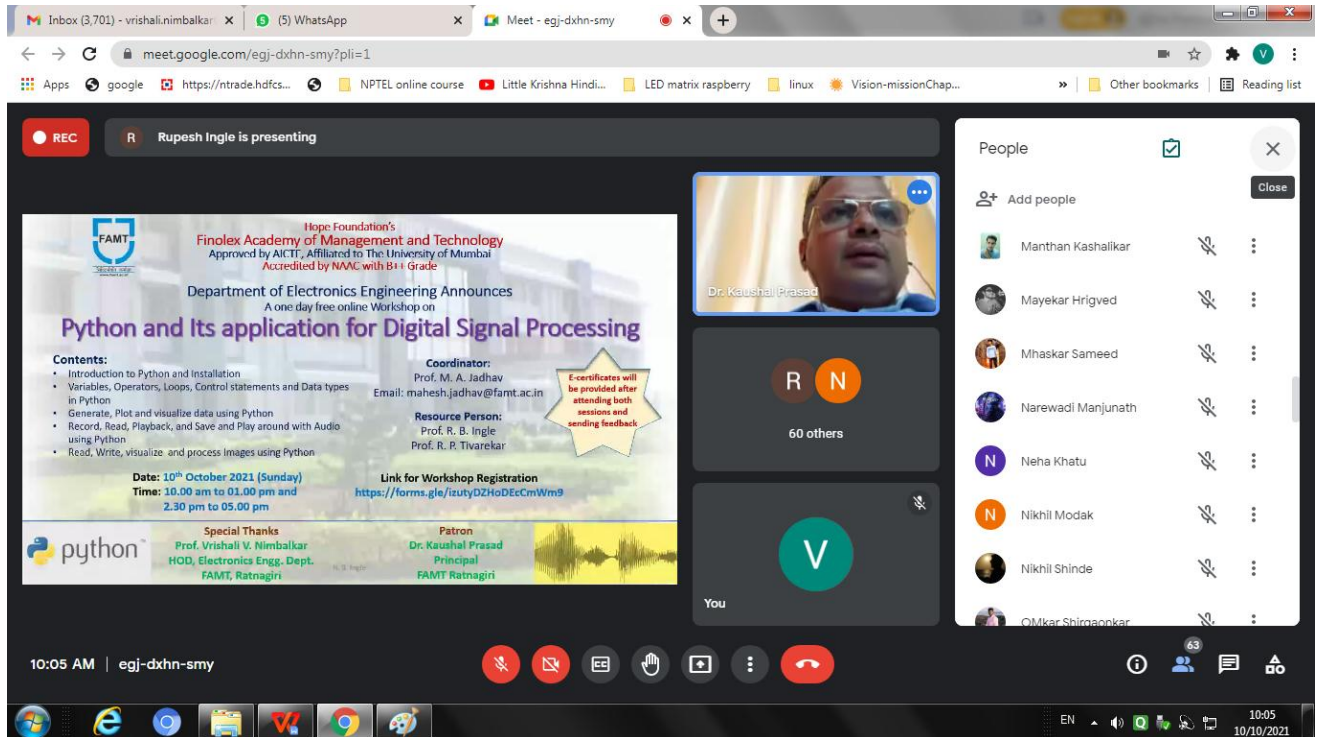 Inbox (3,701) - vrishali.nimbalkar
(5) WhatsApp
Meet - egj-dxhn-smy
meet.google.com/egj-dxhn-smy?pli=1
V
Apps
google
https://ntrade.hdfcs...
NPTEL online course
Little Krishna Hindi...
LED matrix raspberry
linux
Vision-missionChap...
»
Other bookmarks
Reading list
REC
R
Rupesh Ingle is presenting
FAMT
Hope Foundation's
Finolex Academy of Management and Technology
Approved by AICTE, Affiliated to The University of Mumbai
Accredited by NAAC with B++ Grade
Department of Electronics Engineering Announces
A one day free online Workshop on
Python and Its application for Digital Signal Processing
Contents:
• Introduction to Python and Installation
• Variables, Operators, Loops, Control statements and Data types
in Python
• Generate, Plot and visualize data using Python
• Record, Read, Playback, and Save and Play around with Audio
using Python
• Read, Write, visualize and process images using Python
Coordinator:
Prof. M. A. Jadhav
Email: mahesh.jadhav@famt.ac.in
Resource Person:
Prof. R. B. Ingle
Prof. R. P. Tivarekar
E-certificates will
be provided after
attending both
sessions and
sending feedback
Date: 10th October 2021 (Sunday)
Time: 10.00 am to 01.00 pm and
2.30 pm to 05.00 pm
Link for Workshop Registration
https://forms.gle/izutyDZHoDEcCmWm9
python
Special Thanks
Prof. Vrishali V. Nimbalkar
HOD, Electronics Engg. Dept.
FAMT, Ratnagiri
R. B. Ingle
Patron
Dr. Kaushal Prasad
Principal
FAMT Ratnagiri
Dr. Kaushal Prasad
R N
60 others
V
You
People
Close
Add people
Manthan Kashalikar
Mayekar Hrigved
Mhaskar Sameed
Narewadi Manjunath
N
Neha Khatu
N
Nikhil Modak
Nikhil Shinde
OMkar Shirgaonkar
10:05 AM | egj-dxhn-smy
CC
63
EN
10:05
10/10/2021